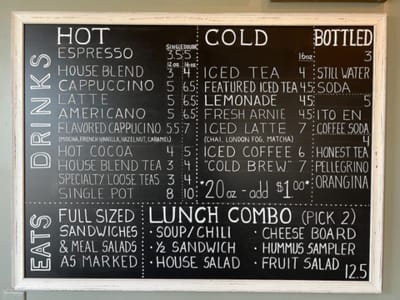 HOT
SINGLE DOUBLE
ESPRESSO 3.5 5
12oz 16oz
HOUSE BLEND 3 4
CAPPUCCINO 5 6.5
LATTE 5 6.5
AMERICANO 5 6.5
FLAVORED CAPPUCINO 5.5 7
(MOCHA, FRENCH VANILLA, HAZELNUT, CARAMEL)
HOT COCOA 4 5
HOUSE BLEND TEA 3 4
SPECIALTY LOOSE TEAS 3 4
SINGLE POT 8 10
DRINKS
COLD
16oz
ICED TEA 4
FEATURED ICED TEA 4.5
LEMONADE 4.5
FRESH ARNIE 4.5
ICED LATTE 7
(CHAI, LONDON FOG, MATCHA)
ICED COFFEE 6
"COLD BREW" 7
*20oz - add $1.00*
BOTTLED
3
STILL WATER
SODA
5
ITO EN
COFFEE SODA
4
HONEST TEA
PELLEGRINO
ORANGINA
EATS
FULL SIZED
SANDWICHES
& MEAL SALADS
AS MARKED
LUNCH COMBO (PICK 2)
• SOUP/CHILI
• ½ SANDWICH
• HOUSE SALAD
• CHEESE BOARD
• HUMMUS SAMPLER
• FRUIT SALAD
12.5